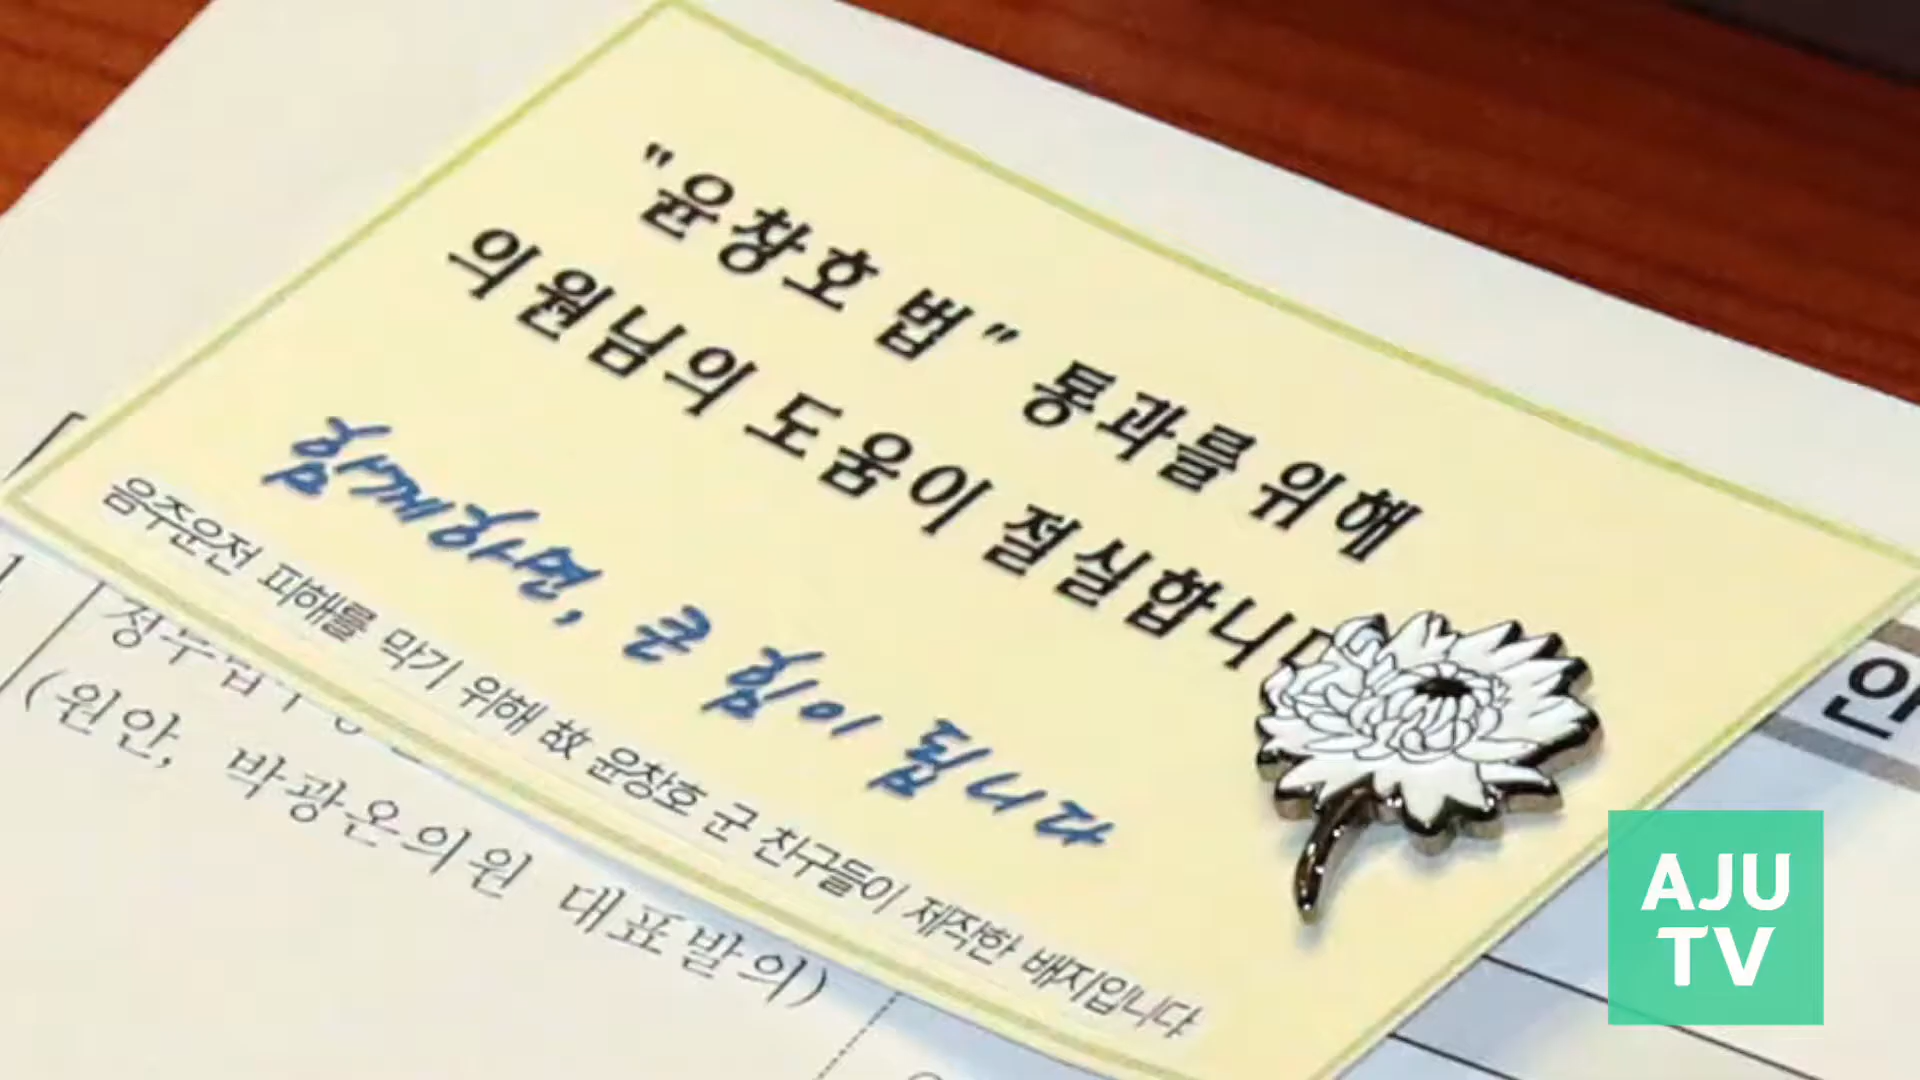 "윤창호 법" 통과를 위해
의원님의 도움이 절실합니다
함께하면, 큰 힘이 됩니다
음주운전 피해를 막기 위해 故 윤창호 군 친구들이 제작한 배지입니다
(원안, 박광온의원 대표발의)
안
AJU
TV